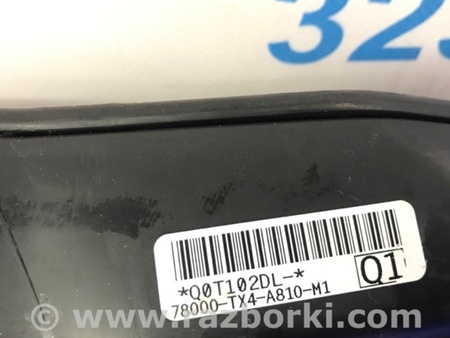 *Q0T102DL-*
78000-TX4-A810-M1
Q1
© www.razborki.com